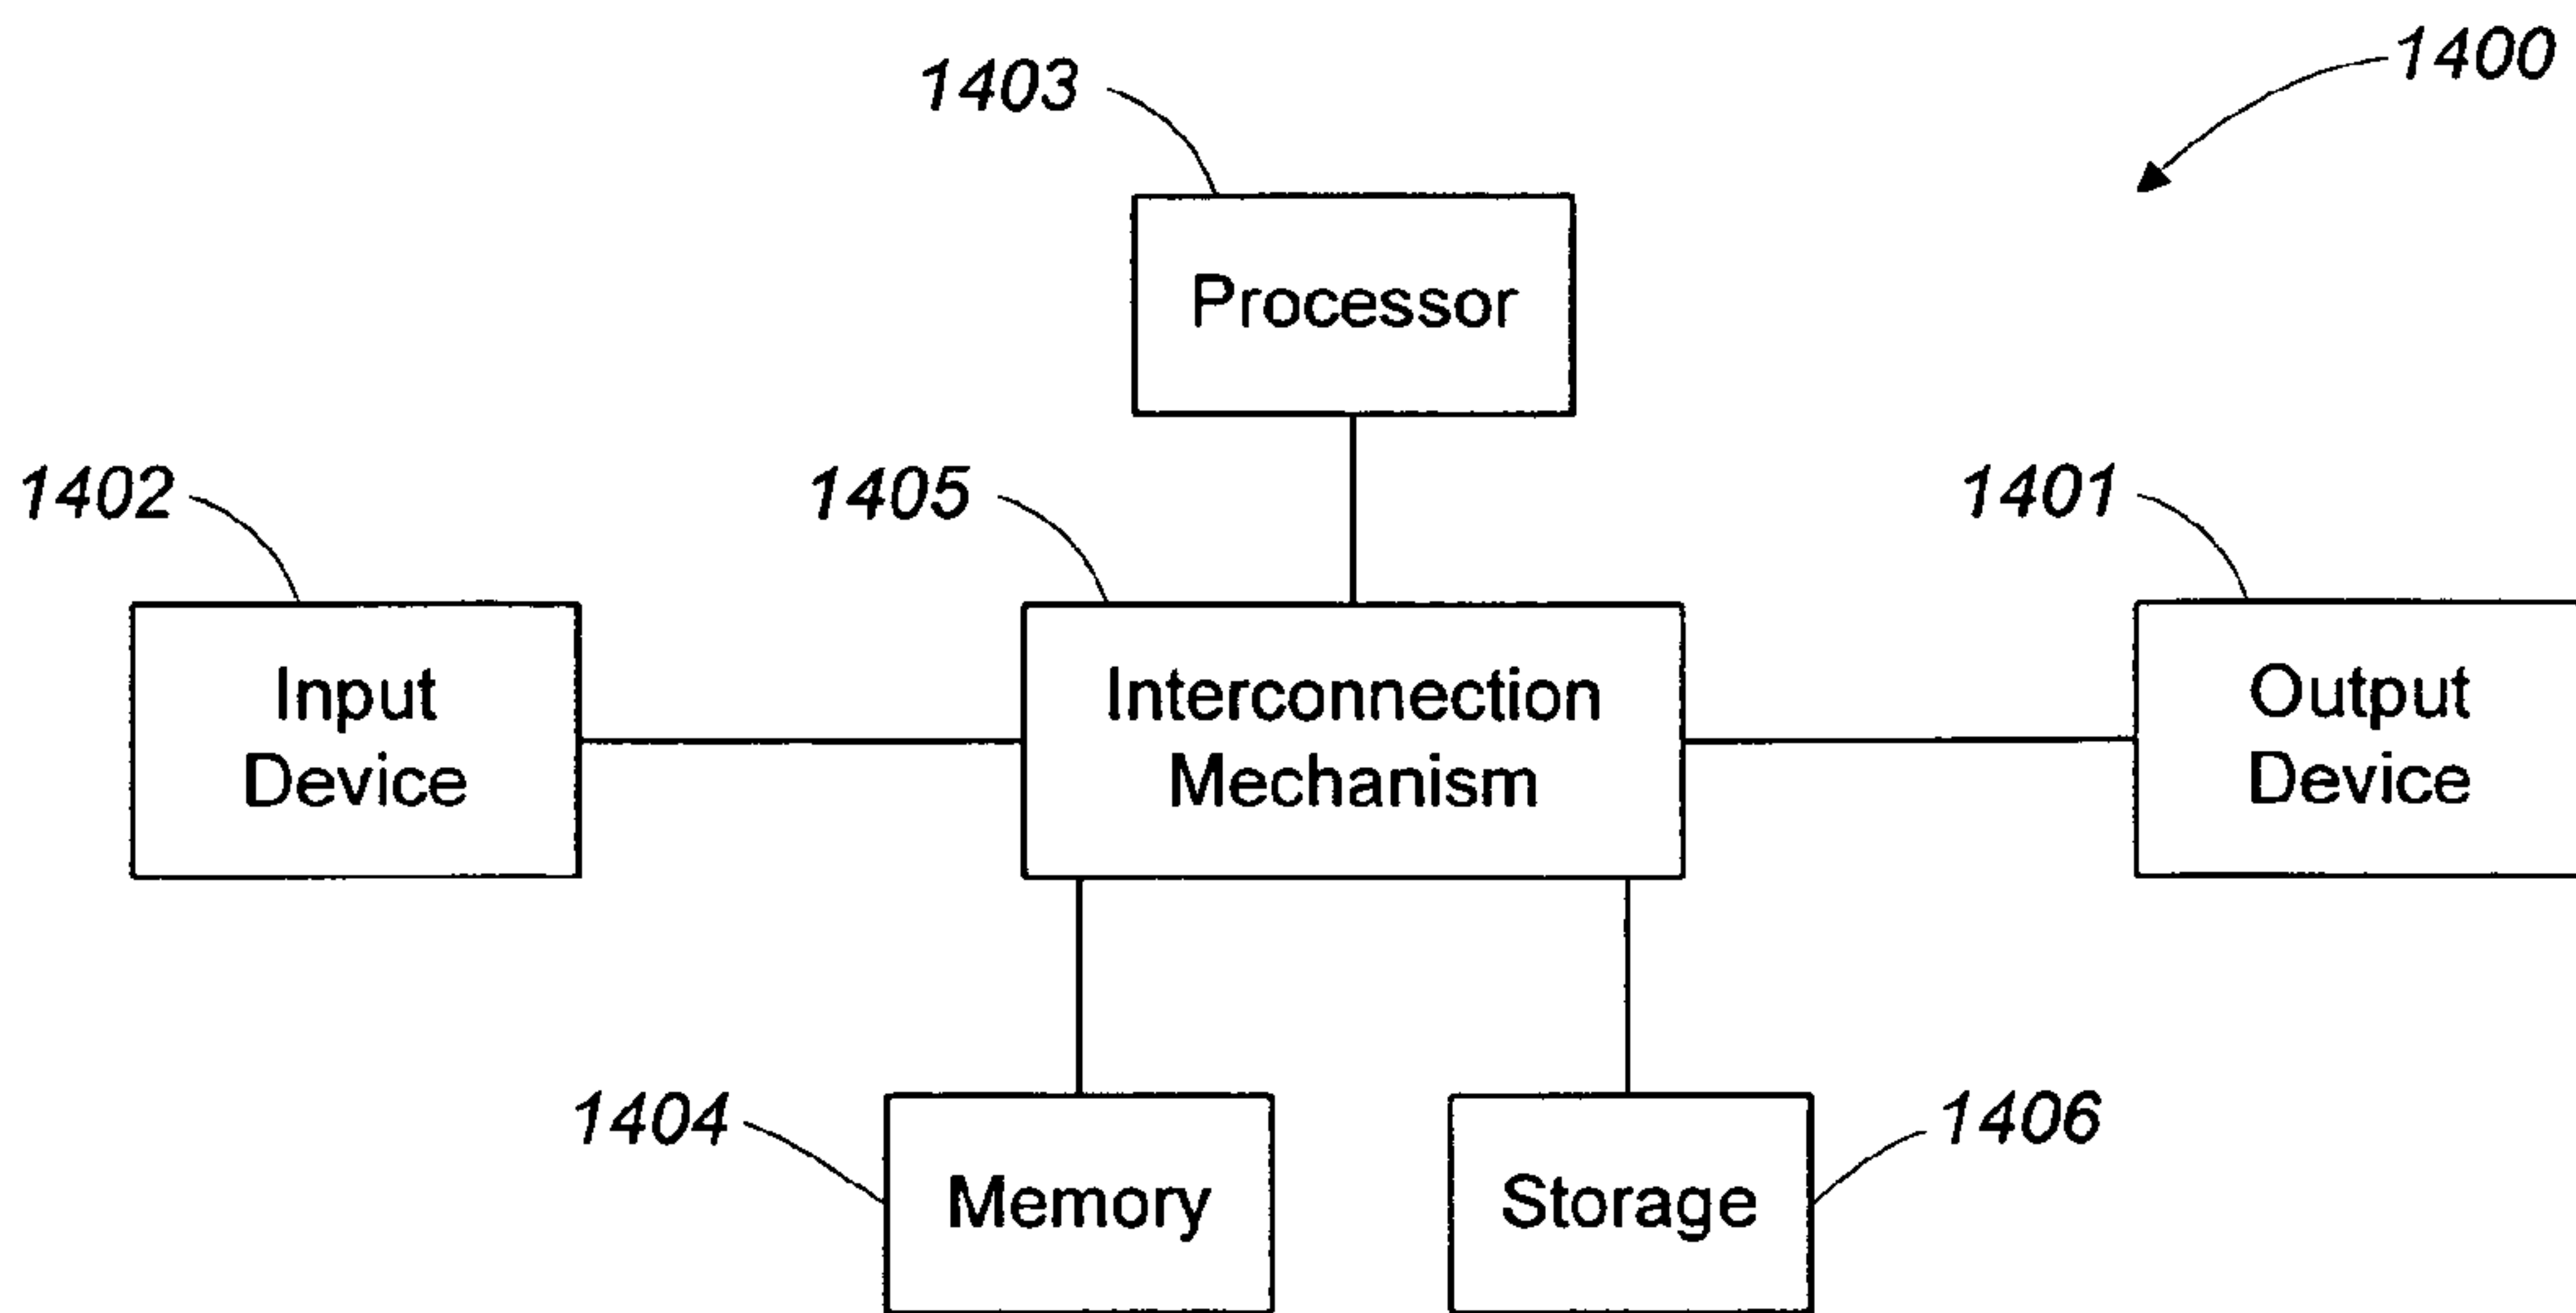 1400
1403
Processor
1402
1405
1401
Input
Device
Interconnection
Mechanism
Output
Device
1404
Memory
Storage
1406